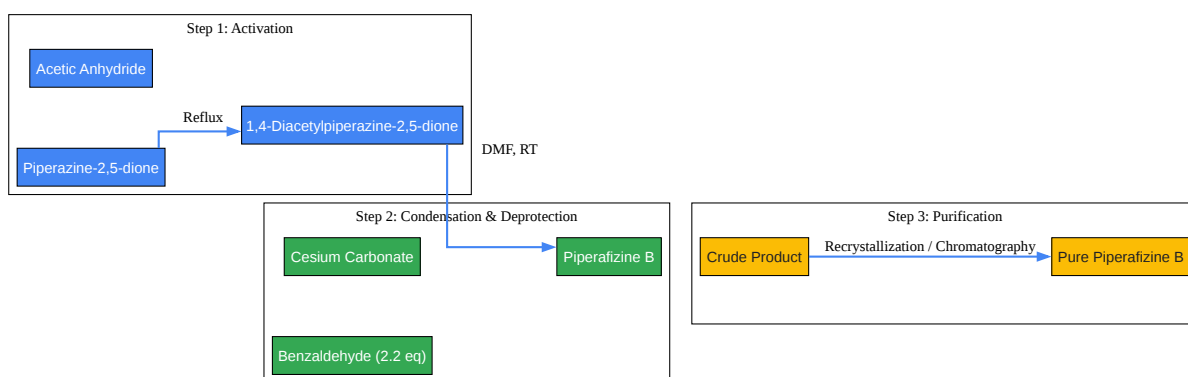 Step 1: Activation
Acetic Anhydride
Reflux
1,4-Diacetylpiperazine-2,5-dione
Piperazine-2,5-dione
DMF, RT
Step 2: Condensation & Deprotection
Cesium Carbonate
Piperafizine B
Benzaldehyde (2.2 eq)
Step 3: Purification
Crude Product
Recrystallization / Chromatography
Pure Piperafizine B